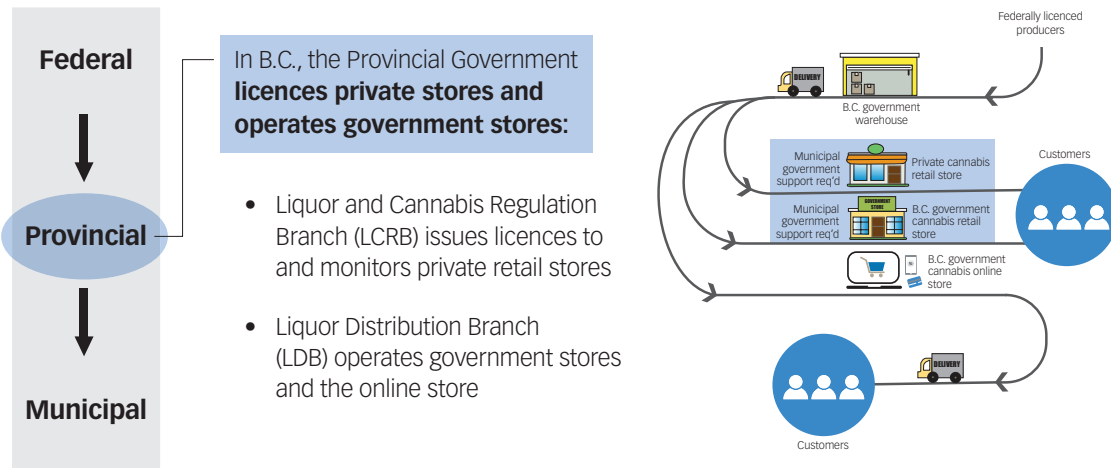 Federal
Provincial
Municipal
In B.C., the Provincial Government
licences private stores and
operates government stores:
• Liquor and Cannabis Regulation
Branch (LCRB) issues licences to
and monitors private retail stores
• Liquor Distribution Branch
(LDB) operates government stores
and the online store
Federally licenced
producers
DELIVERY
B.C. government
warehouse
Municipal
government
support req'd
Private cannabis
retail store
Customers
Municipal
government
support req'd
GOVERNMENT
STORE
B.C. government
cannabis retail
store
B.C. government
cannabis online
store
DELIVERY
Customers